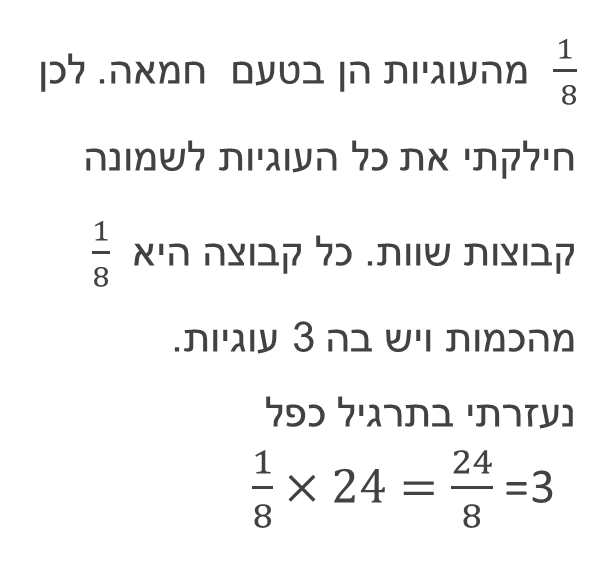 1/8 מהעוגיות הן בטעם חמאה. לכן
חילקתי את כל העוגיות לשמונה
קבוצות שוות. כל קבוצה היא 1/8
מהכמות ויש בה 3 עוגיות.
נעזרתי בתרגיל כפל
1/8 × 24 = 24/8 =3